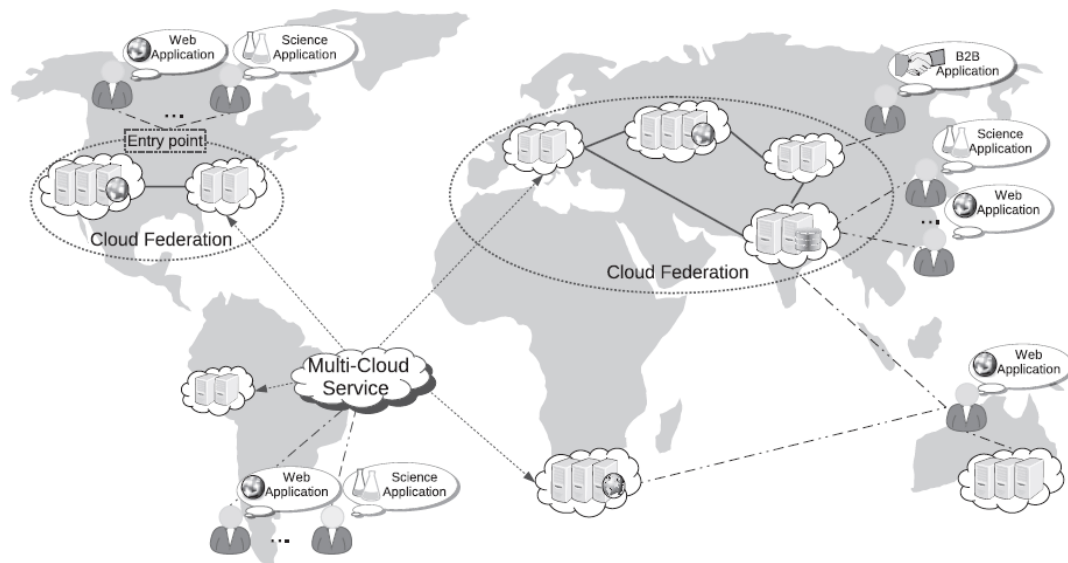 Web
Application
Science
Application
Entry point
Cloud Federation
B2B
Application
Science
Application
Web
Application
Cloud Federation
Multi-Cloud
Service
Web
Application
Web
Application
Science
Application